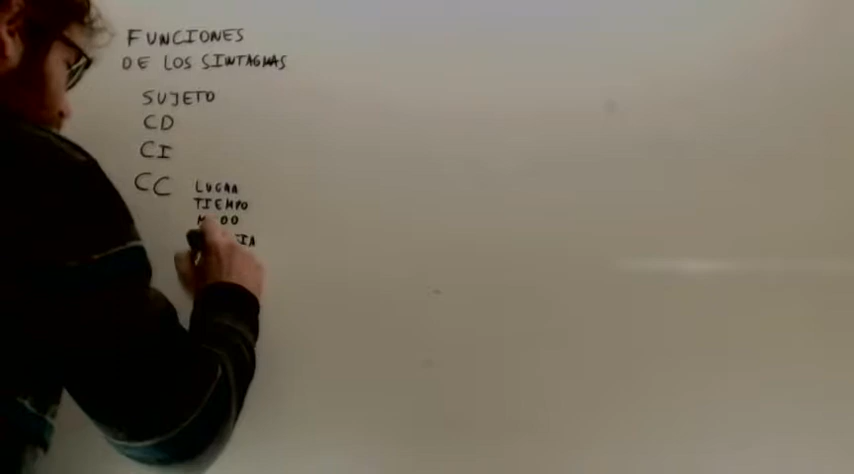 FUNCIONES
DE LOS SINTAGMAS
SUJETO
CD
CI
CC LUGAR
TIEMPO